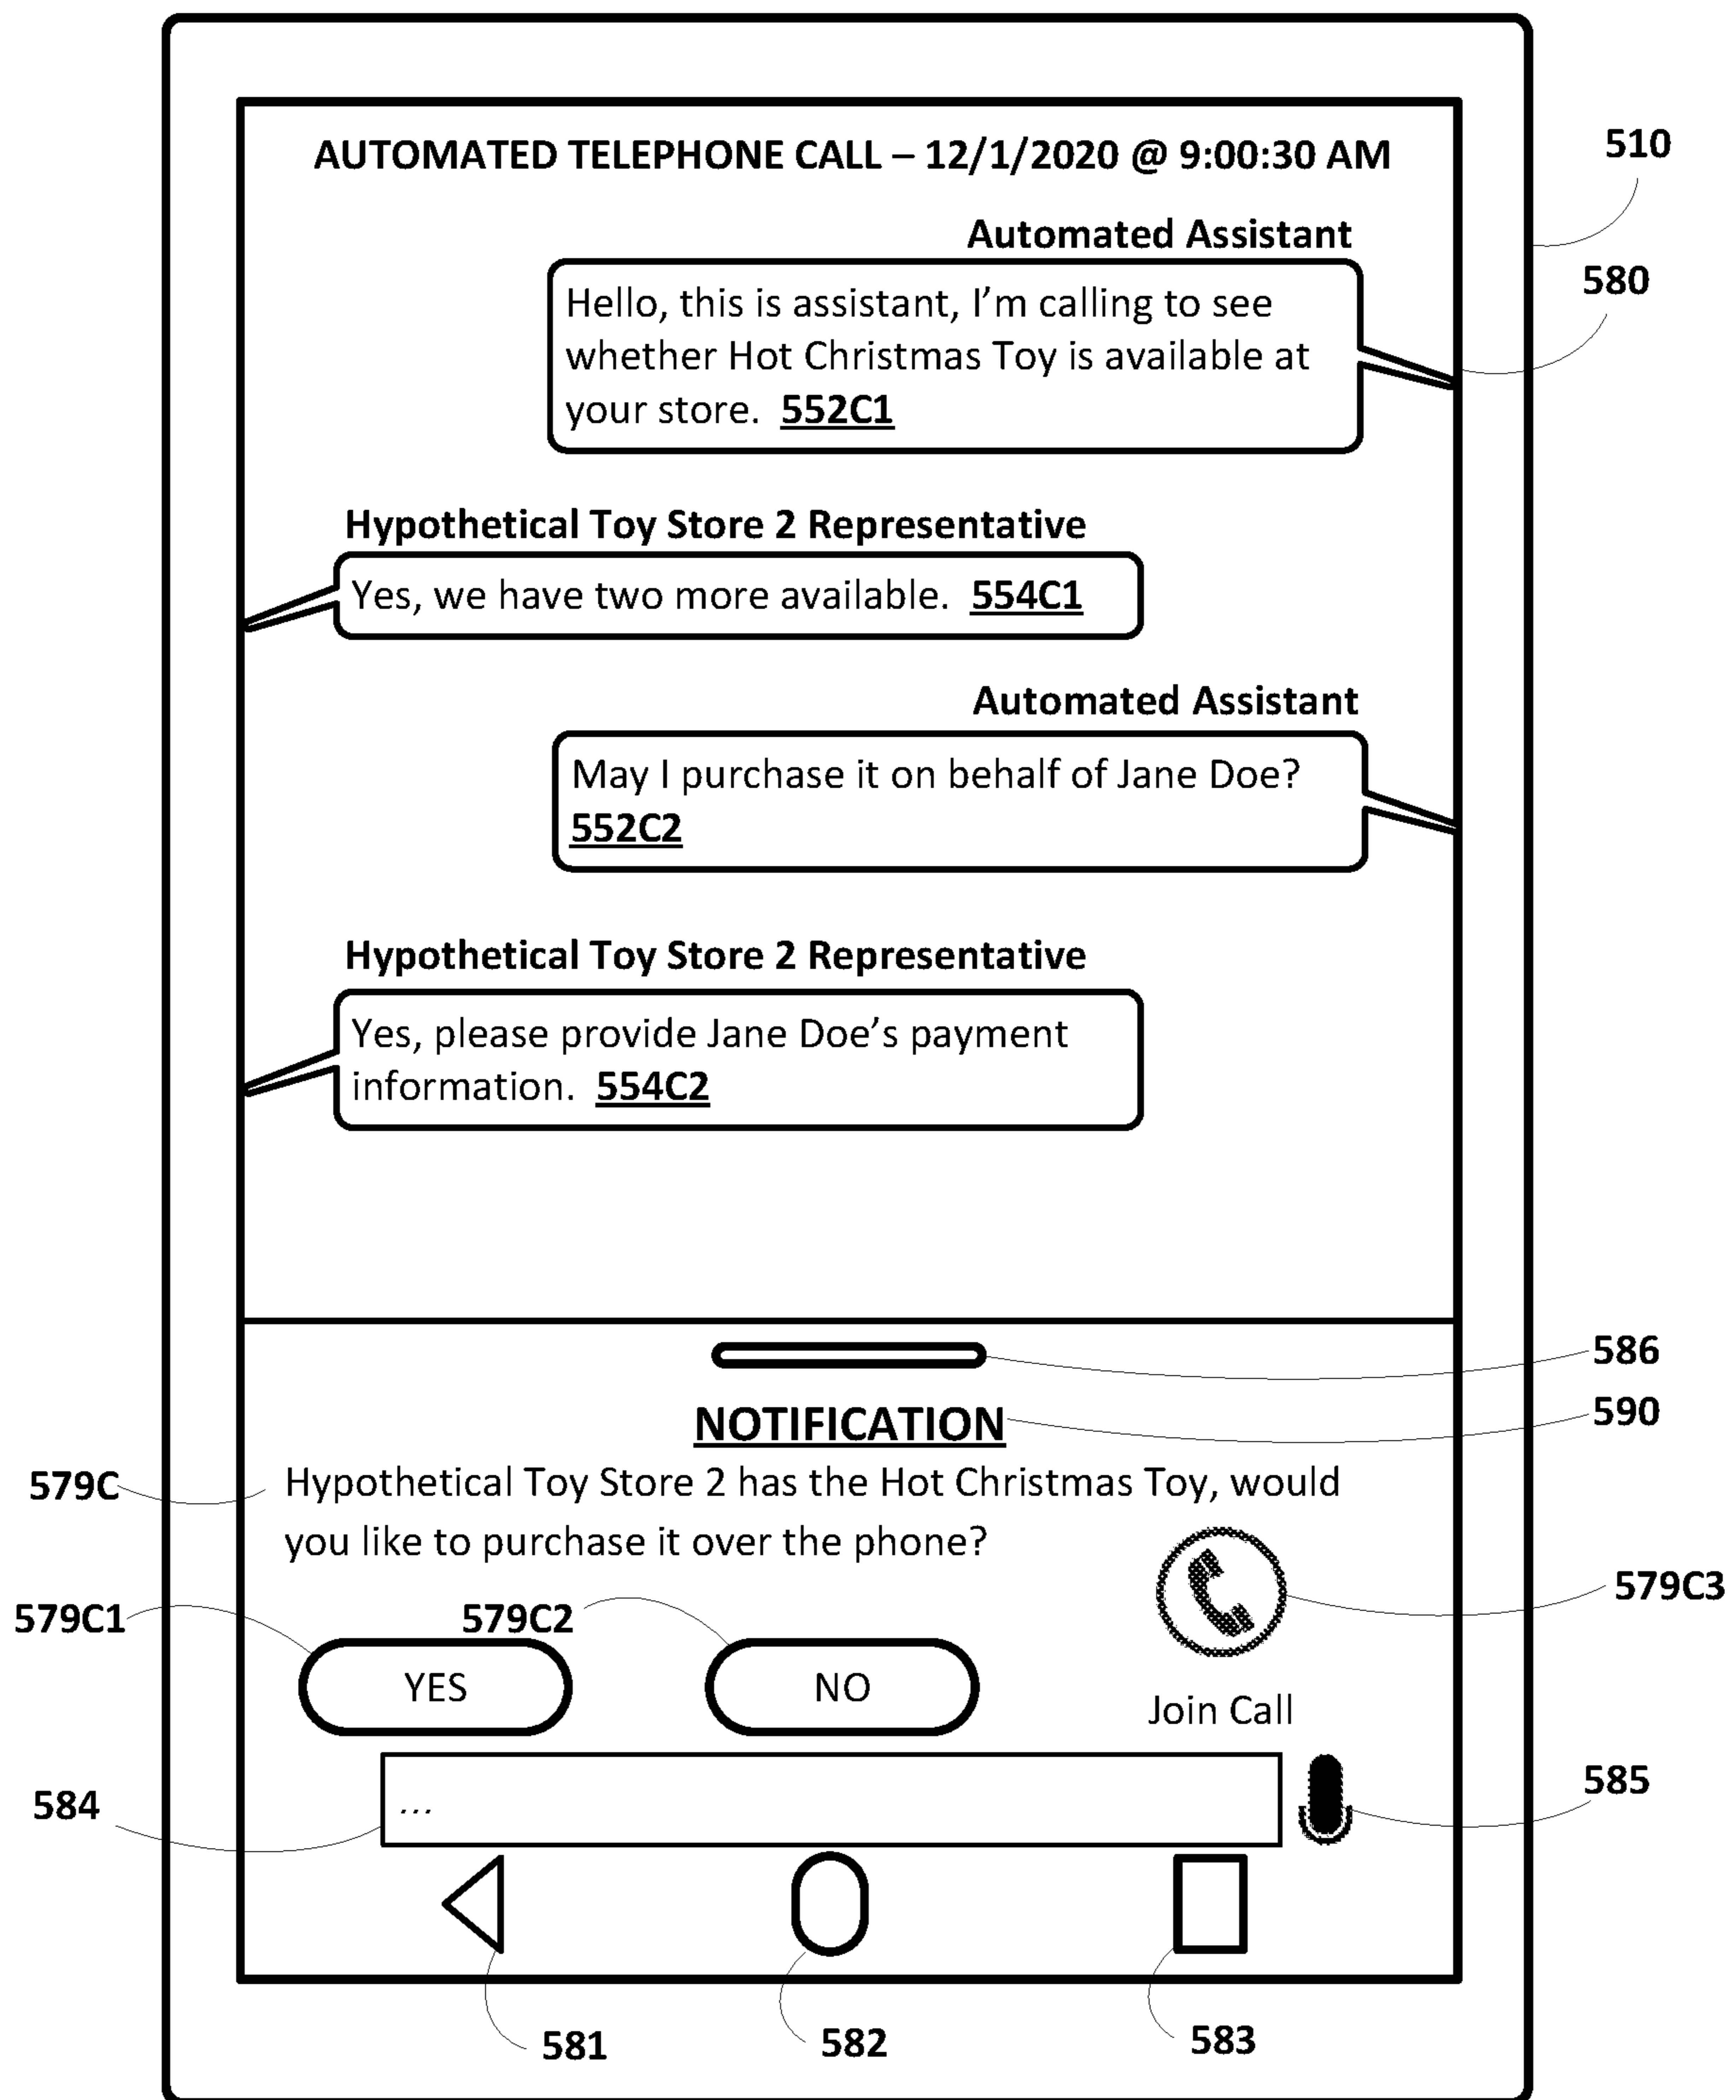 AUTOMATED TELEPHONE CALL – 12/1/2020 @ 9:00:30 AM
510
Automated Assistant
580
Hello, this is assistant, I'm calling to see
whether Hot Christmas Toy is available at
your store. 552C1
Hypothetical Toy Store 2 Representative
Yes, we have two more available. 554C1
Automated Assistant
May I purchase it on behalf of Jane Doe?
552C2
Hypothetical Toy Store 2 Representative
Yes, please provide Jane Doe's payment
information. 554C2
586
NOTIFICATION
590
579C
Hypothetical Toy Store 2 has the Hot Christmas Toy, would
you like to purchase it over the phone?
579C3
579C1
579C2
YES
NO
Join Call
584
...
585
581
582
583